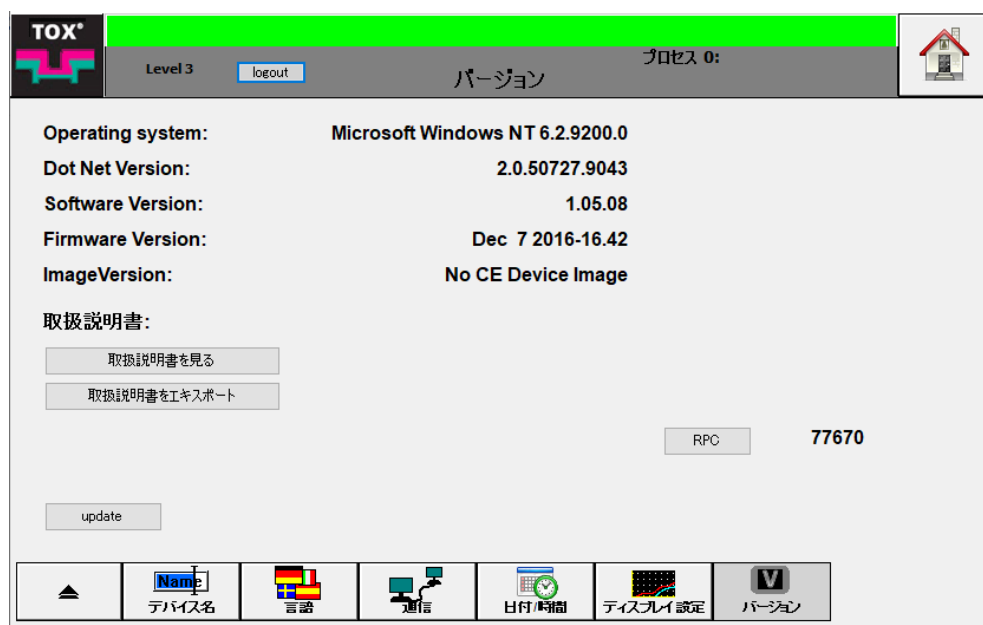 TOX®
Level 3 logout バージョン プロセス 0:
Operating system: Microsoft Windows NT 6.2.9200.0
Dot Net Version: 2.0.50727.9043
Software Version: 1.05.08
Firmware Version: Dec 7 2016-16.42
ImageVersion: No CE Device Image
取扱説明書:
取扱説明書を見る
取扱説明書をエキスポート
RPC 77670
update
Name
デバイス名 言語 通信 日付/時間 ディスプレイ設定 バージョン
V